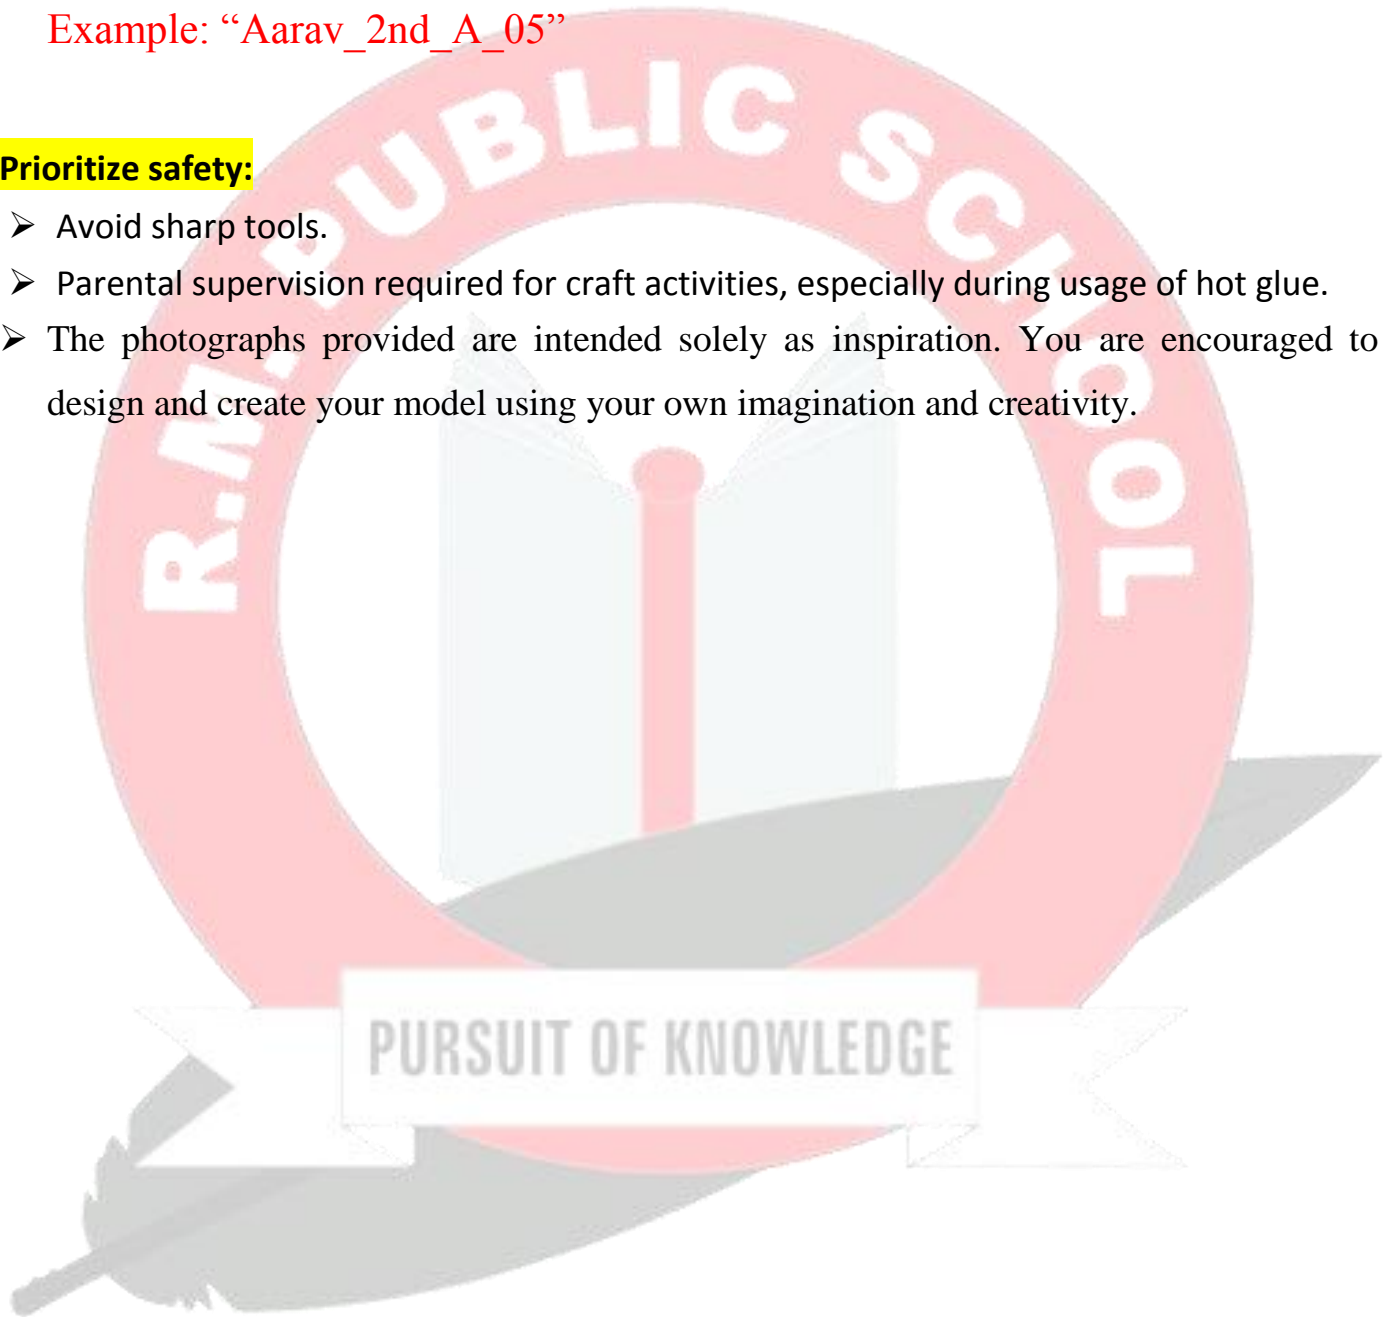 Example: “Aarav_2nd_A_05”
Prioritize safety:
➢ Avoid sharp tools.
➢ Parental supervision required for craft activities, especially during usage of hot glue.
➢ The photographs provided are intended solely as inspiration. You are encouraged to
design and create your model using your own imagination and creativity.
R.M. PUBLIC SCHOOL
PURSUIT OF KNOWLEDGE